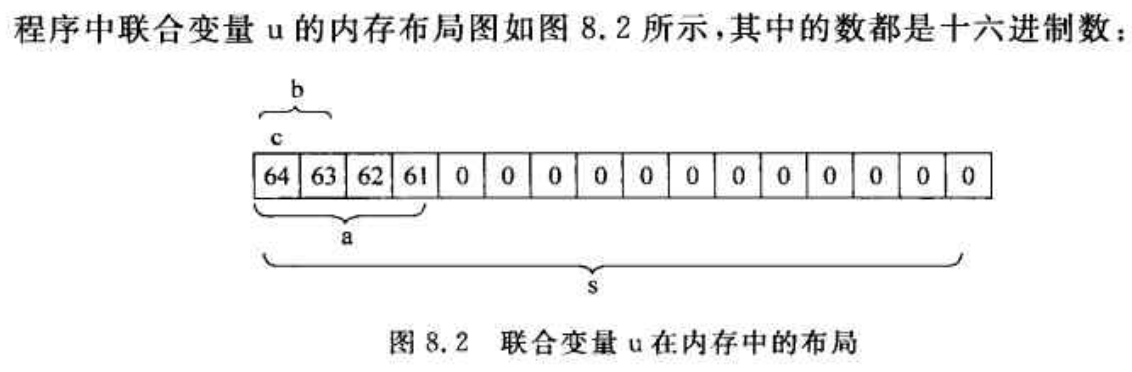 程序中联合变量 u 的内存布局图如图 8.2 所示,其中的数都是十六进制数:
b
c
64 63 62 61 0 0 0 0 0 0 0 0 0 0 0 0
a
s
图 8.2 联合变量 u 在内存中的布局